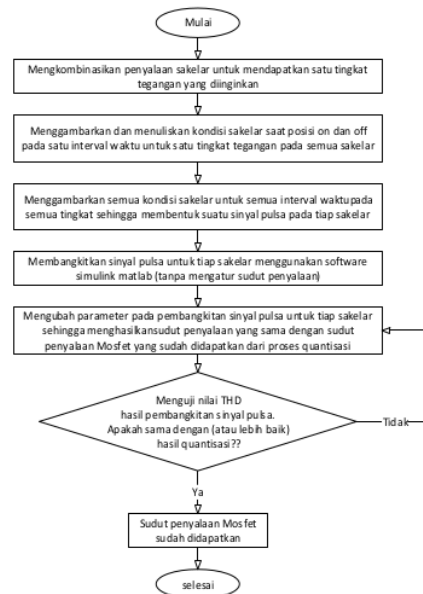 Mulai
Mengkombinasikan penyalaan sakelar untuk mendapatkan satu tingkat
tegangan yang diinginkan
Menggambarkan dan menuliskan kondisi sakelar saat posisi on dan off
pada satu interval waktu untuk satu tingkat tegangan pada semua sakelar
Menggambarkan semua kondisi sakelar untuk semua interval waktupada
semua tingkat sehingga membentuk suatu sinyal pulsa pada tiap sakelar
Membangkitkan sinyal pulsa untuk tiap sakelar menggunakan software
simulink matlab (tanpa mengatur sudut penyalaan)
Mengubah parameter pada pembangkitan sinyal pulsa untuk tiap sakelar
sehingga menghasilkansudut penyalaan yang sama dengan sudut
penyalaan Mosfet yang sudah didapatkan dari proses quantisasi
Menguji nilai THD
hasil pembangkitan sinyal pulsa.
Apakah sama dengan (atau lebih baik)
hasil quantisasi??
Tidak
Ya
Sudut penyalaan Mosfet
sudah didapatkan
selesai